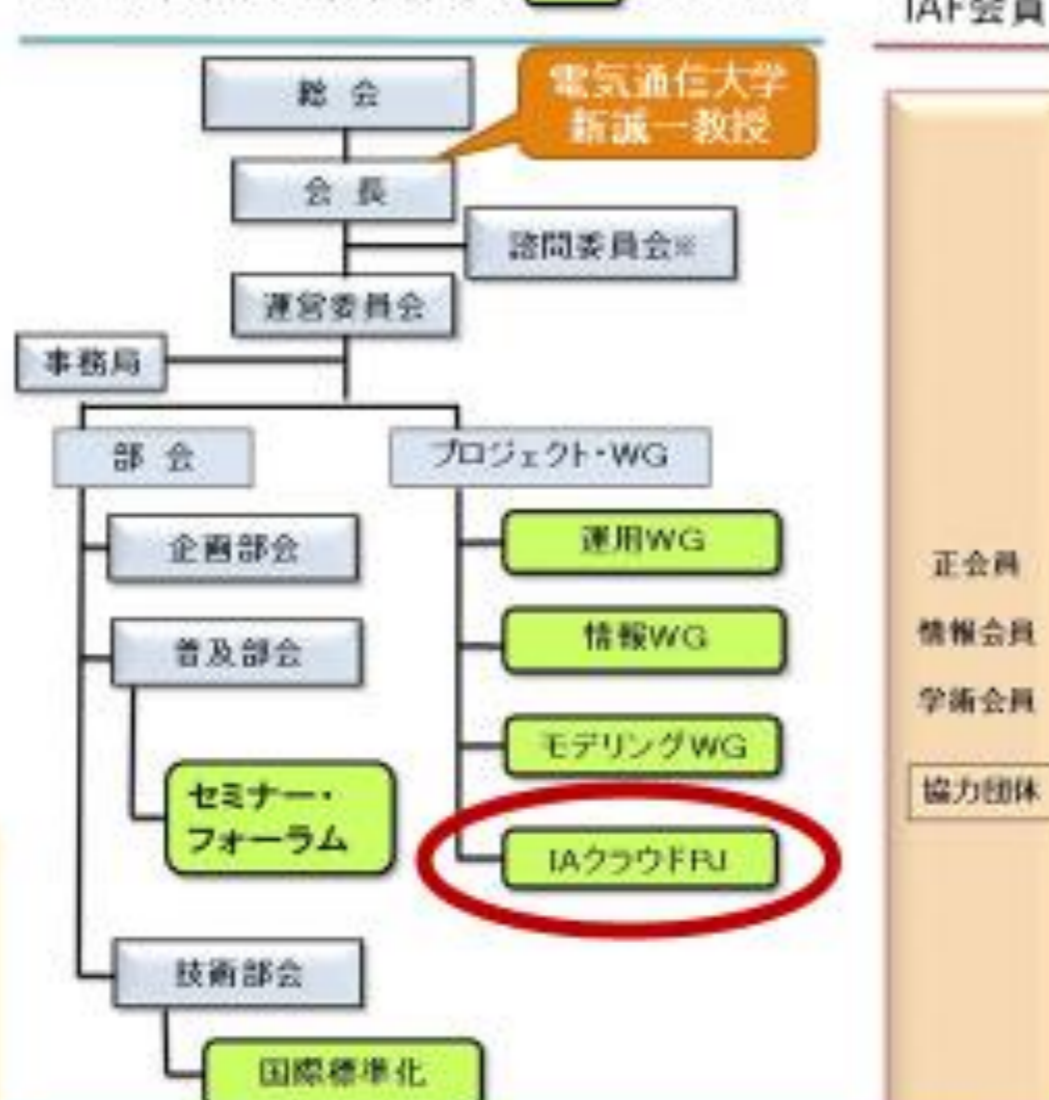 IAF会員
総 会
電気通信大学
新誠一教授
会 長
諮問委員会※
運営委員会
事務局
部 会
プロジェクト・WG
企画部会
運用WG
普及部会
情報WG
モデリングWG
セミナー・
フォーラム
IAクラウドPJ
技術部会
国際標準化
正会員
情報会員
学術会員
協力団体